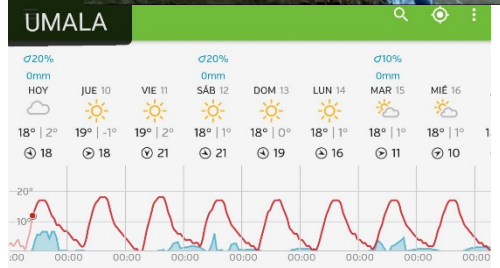 UMALA
20% 20% 10%
0mm 0mm 0mm
HOY JUE 10 VIE 11 SÁB 12 DOM 13 LUN 14 MAR 15 MIÉ 16
18° | 2° 19° | -1° 19° | 2° 18° | 1° 18° | 0° 18° | 1° 18° | 1° 18° | 1° 1
18 18 21 21 19 16 11 10
20°
10°
:00 00:00 00:00 00:00 00:00 00:00 00:00 00:00 00:00